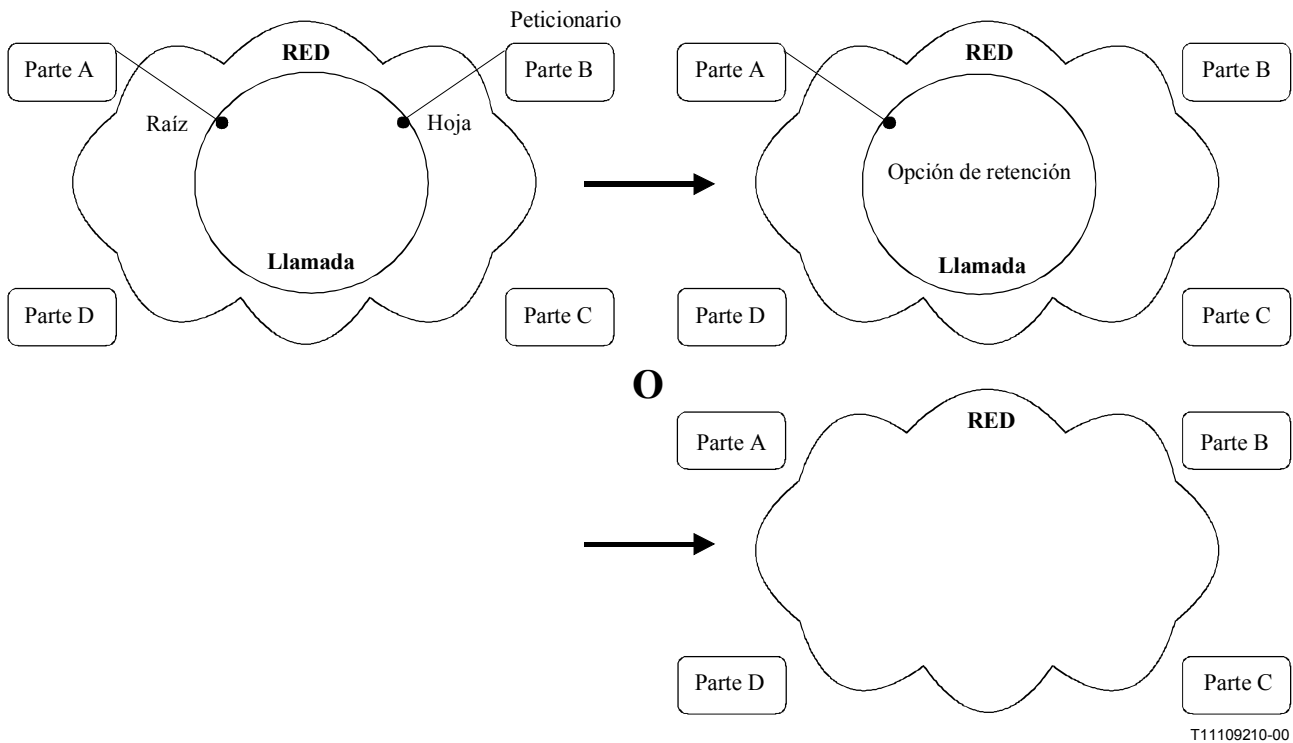 Peticionario
Parte A
RED
Parte B
Raíz
Hoja
Llamada
Parte D
Parte C
Parte A
RED
Parte B
Opción de retención
Llamada
Parte D
Parte C
O
Parte A
RED
Parte B
Parte D
Parte C
T11109210-00